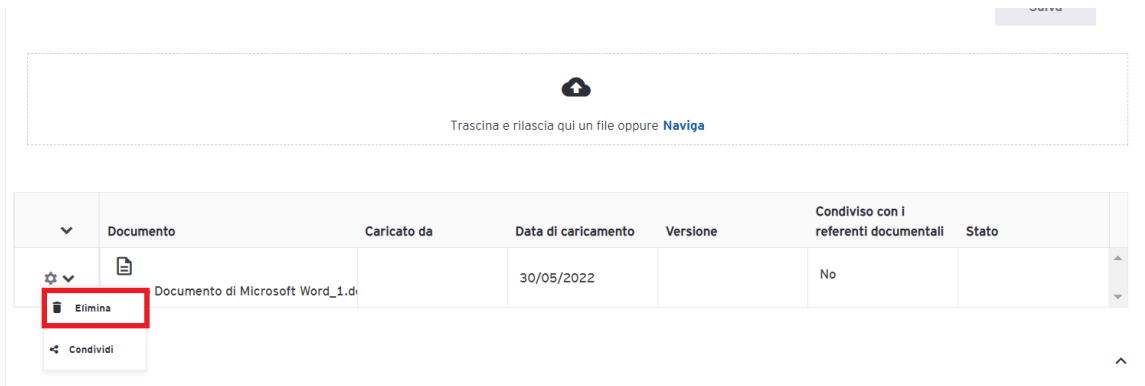 Salva
Trascina e rilascia qui un file oppure Naviga
Condiviso con i
Documento Caricato da Data di caricamento Versione referenti documentali Stato
30/05/2022 No
Documento di Microsoft Word_1.d
Elimina
Condividi